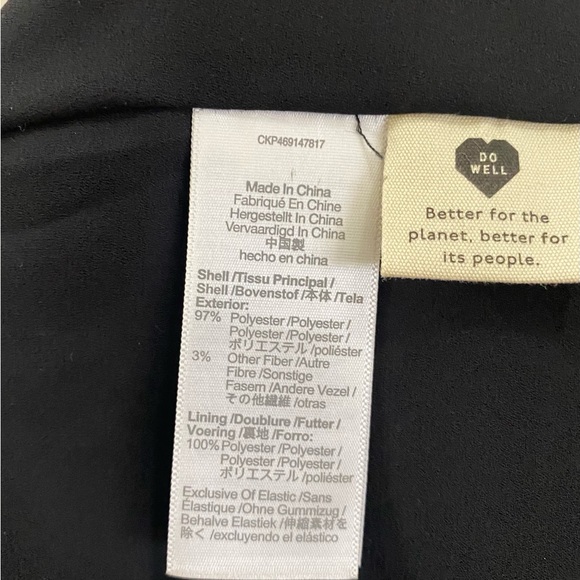 CKP469147817
Made In China
Fabriqué En Chine
Hergestellt In China
Vervaardigd In China
中国製
hecho en china
Shell /Tissu Principal /
Shell /Bovenstof /本体 /Tela
Exterior:
97% Polyester /Polyester /
Polyester /Polyester /
ポリエステル /poliéster
3% Other Fiber /Autre
Fibre /Sonstige
Fasern /Andere Vezel /
その他繊維 /otras
Lining /Doublure /Futter /
Voering /裏地 /Forro:
100% Polyester /Polyester /
Polyester /Polyester /
ポリエステル /poliéster
Exclusive Of Elastic /Sans
Élastique /Ohne Gummizug /
Behalve Elastiek /伸縮素材を
除く /excluyendo el elástico
DO
WELL
Better for the
planet, better for
its people.